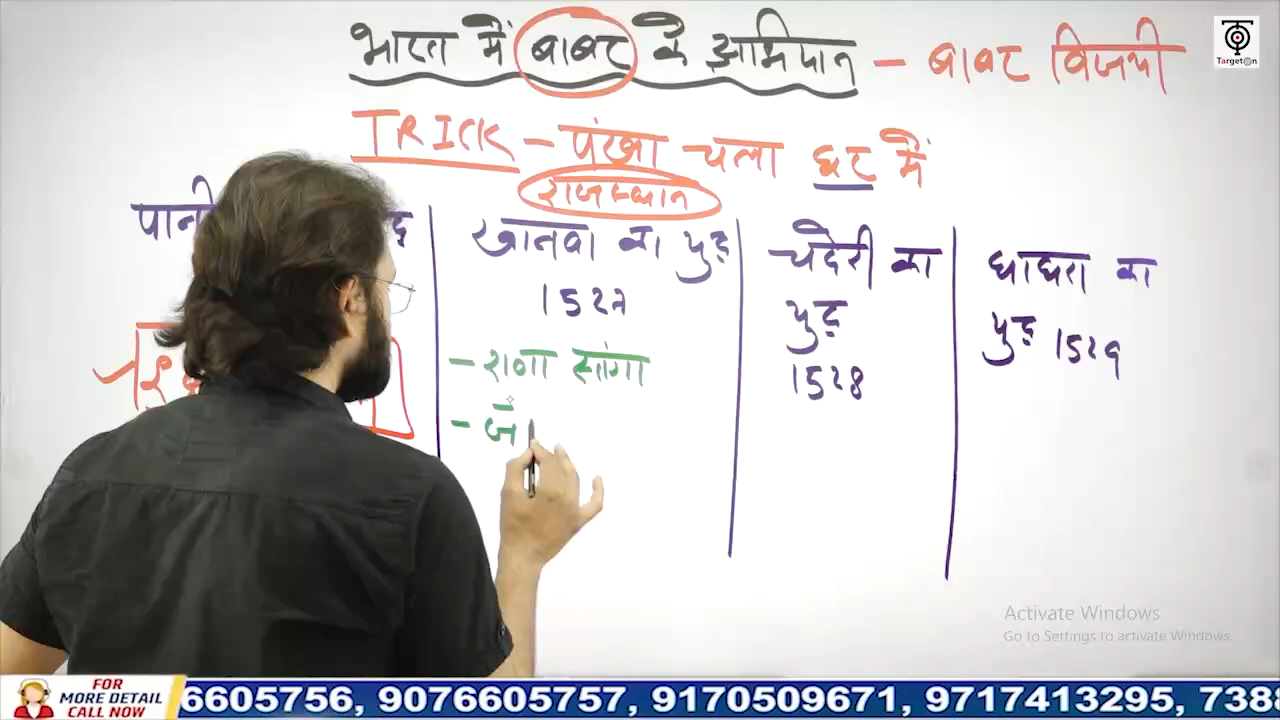 भारत में बाबर के अभियान - बाबर विजयी
TargetOn
TRICK - पंखा चला घर में
राजस्थान
खानवा का युद्ध
1527
- राणा सांगा
- जं
चंदेरी का
युद्ध
1528
घाघरा का
युद्ध 1529
Activate Windows
Go to Settings to activate Windows.
FOR
MORE DETAIL
CALL NOW
6605756, 9076605757, 9170509671, 9717413295, 7388